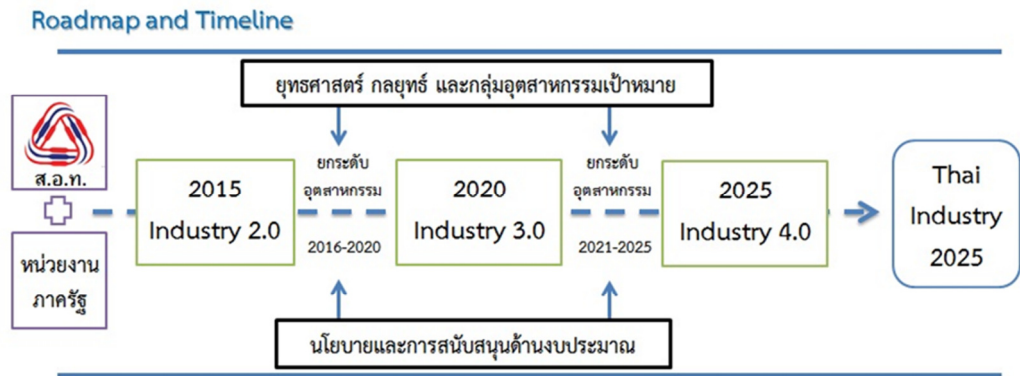 Roadmap and Timeline
ยุทธศาสตร์ กลยุทธ์ และกลุ่มอุตสาหกรรมเป้าหมาย
ส.อ.ท.
หน่วยงาน
ภาครัฐ
2015
Industry 2.0
ยกระดับ
อุตสาหกรรม
2016-2020
2020
Industry 3.0
ยกระดับ
อุตสาหกรรม
2021-2025
2025
Industry 4.0
Thai
Industry
2025
นโยบายและการสนับสนุนด้านงบประมาณ